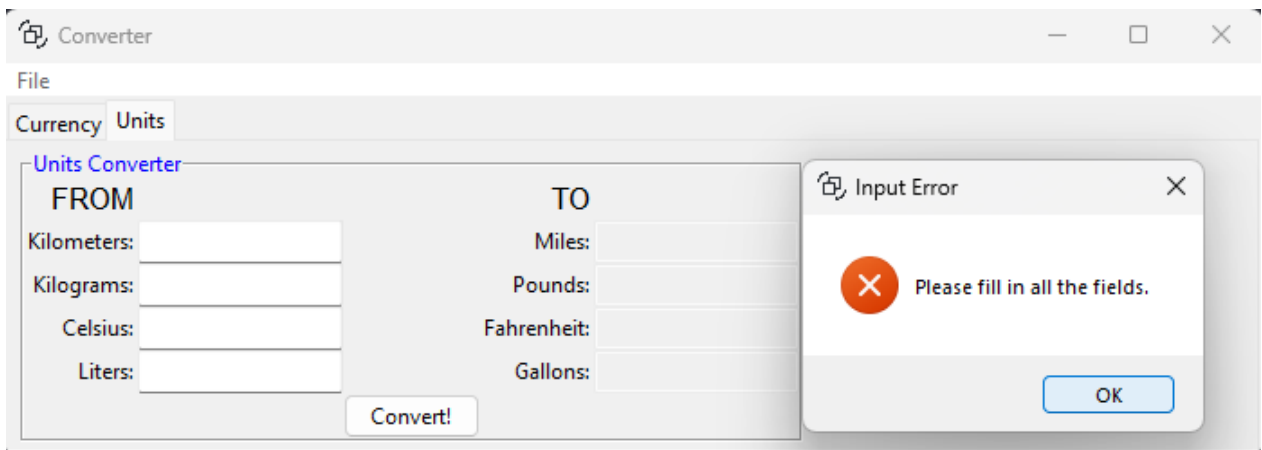 Converter
File
Currency Units
Units Converter
FROM TO
Kilometers: Miles:
Kilograms: Pounds:
Celsius: Fahrenheit:
Liters: Gallons:
Convert!
Input Error
Please fill in all the fields.
OK